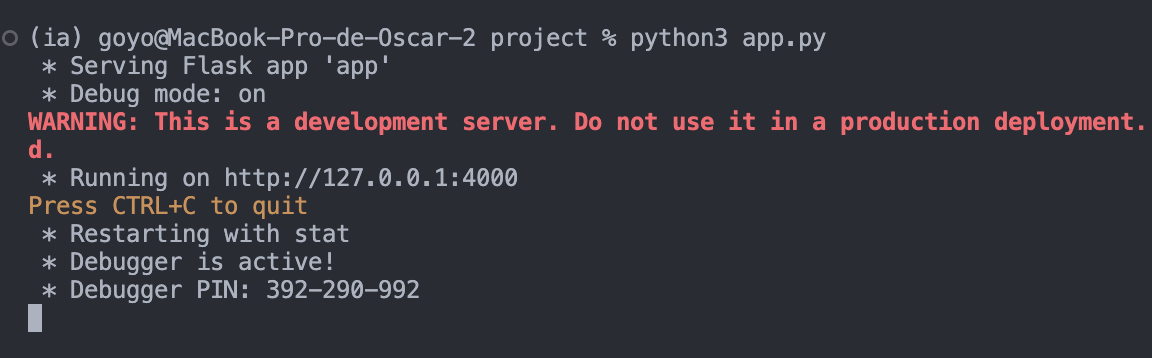 (ia) goyo@MacBook-Pro-de-Oscar-2 project % python3 app.py
 * Serving Flask app 'app'
 * Debug mode: on
WARNING: This is a development server. Do not use it in a production deployment.
d.
 * Running on http://127.0.0.1:4000
Press CTRL+C to quit
 * Restarting with stat
 * Debugger is active!
 * Debugger PIN: 392-290-992